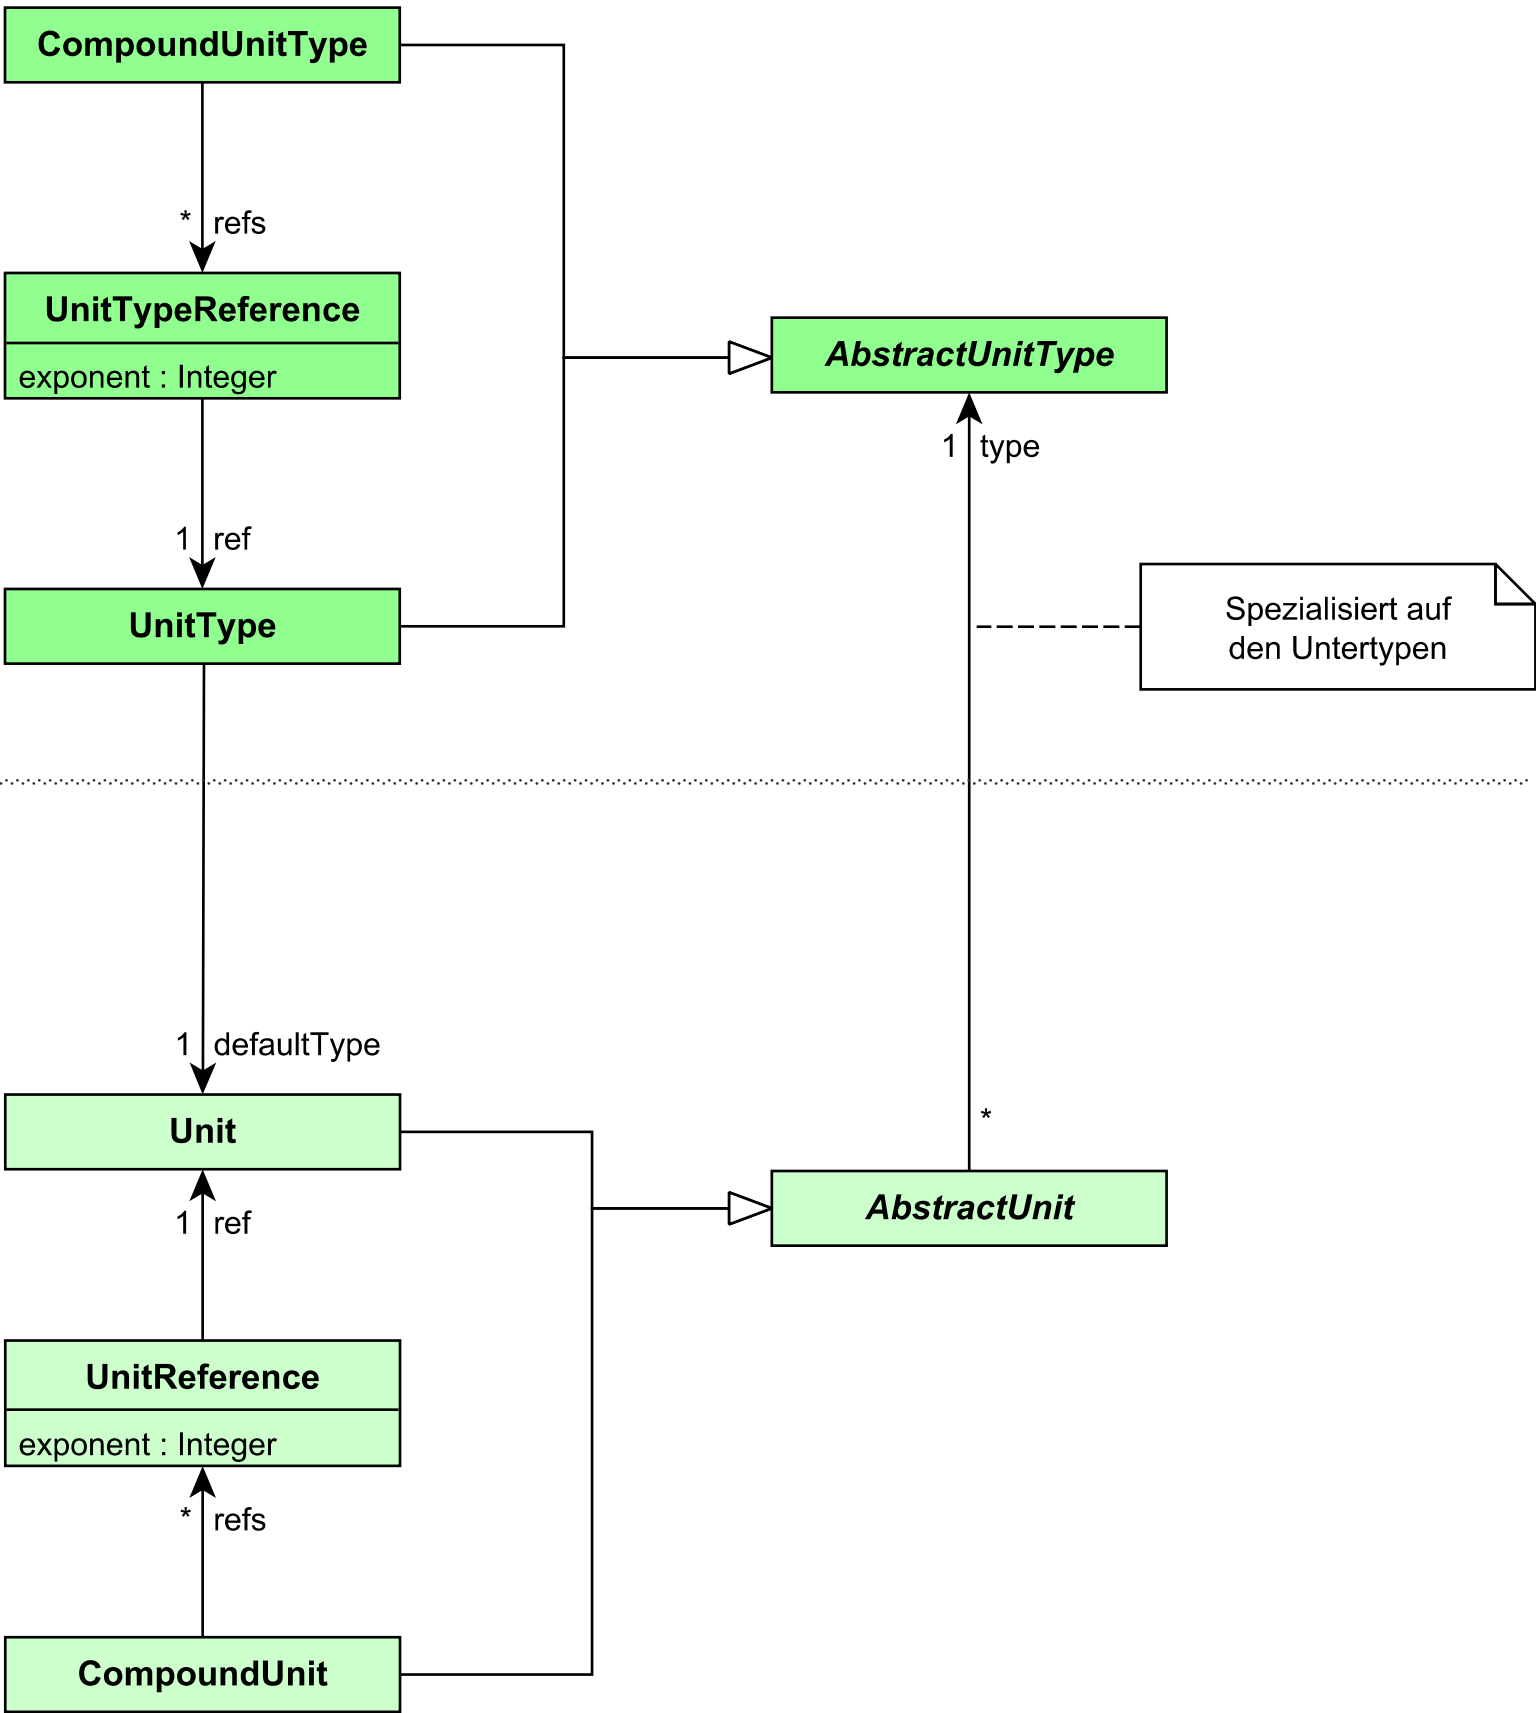 CompoundUnitType
* refs
UnitTypeReference
exponent : Integer
AbstractUnitType
1 type
1 ref
UnitType
Spezialisiert auf
den Untertypen
1 defaultType
Unit
*
1 ref
AbstractUnit
UnitReference
exponent : Integer
* refs
CompoundUnit